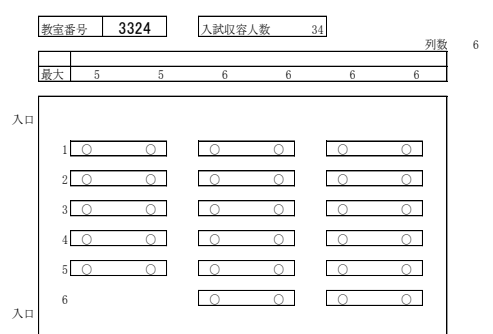 教室番号 3324 入試収容人数 34
列数 6
最大 5 5 6 6 6 6
入口
1 ○ ○ ○ ○ ○ ○
2 ○ ○ ○ ○ ○ ○
3 ○ ○ ○ ○ ○ ○
4 ○ ○ ○ ○ ○ ○
5 ○ ○ ○ ○ ○ ○
6 ○ ○ ○ ○
入口